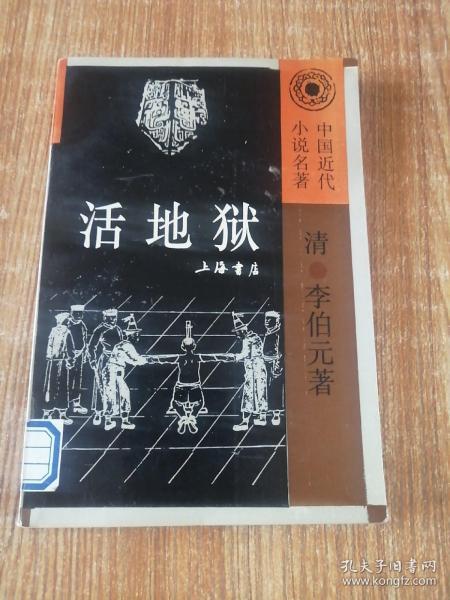 中国近代
小说名著
活地狱
上海书店
清·李伯元著
孔夫子旧书网
www.kongfz.com